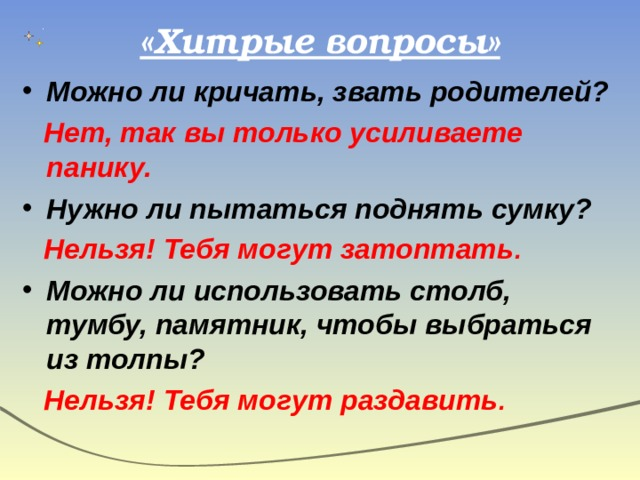 «Хитрые вопросы»
• Можно ли кричать, звать родителей?
Нет, так вы только усиливаете
панику.
• Нужно ли пытаться поднять сумку?
Нельзя! Тебя могут затоптать.
• Можно ли использовать столб,
тумбу, памятник, чтобы выбраться
из толпы?
Нельзя! Тебя могут раздавить.